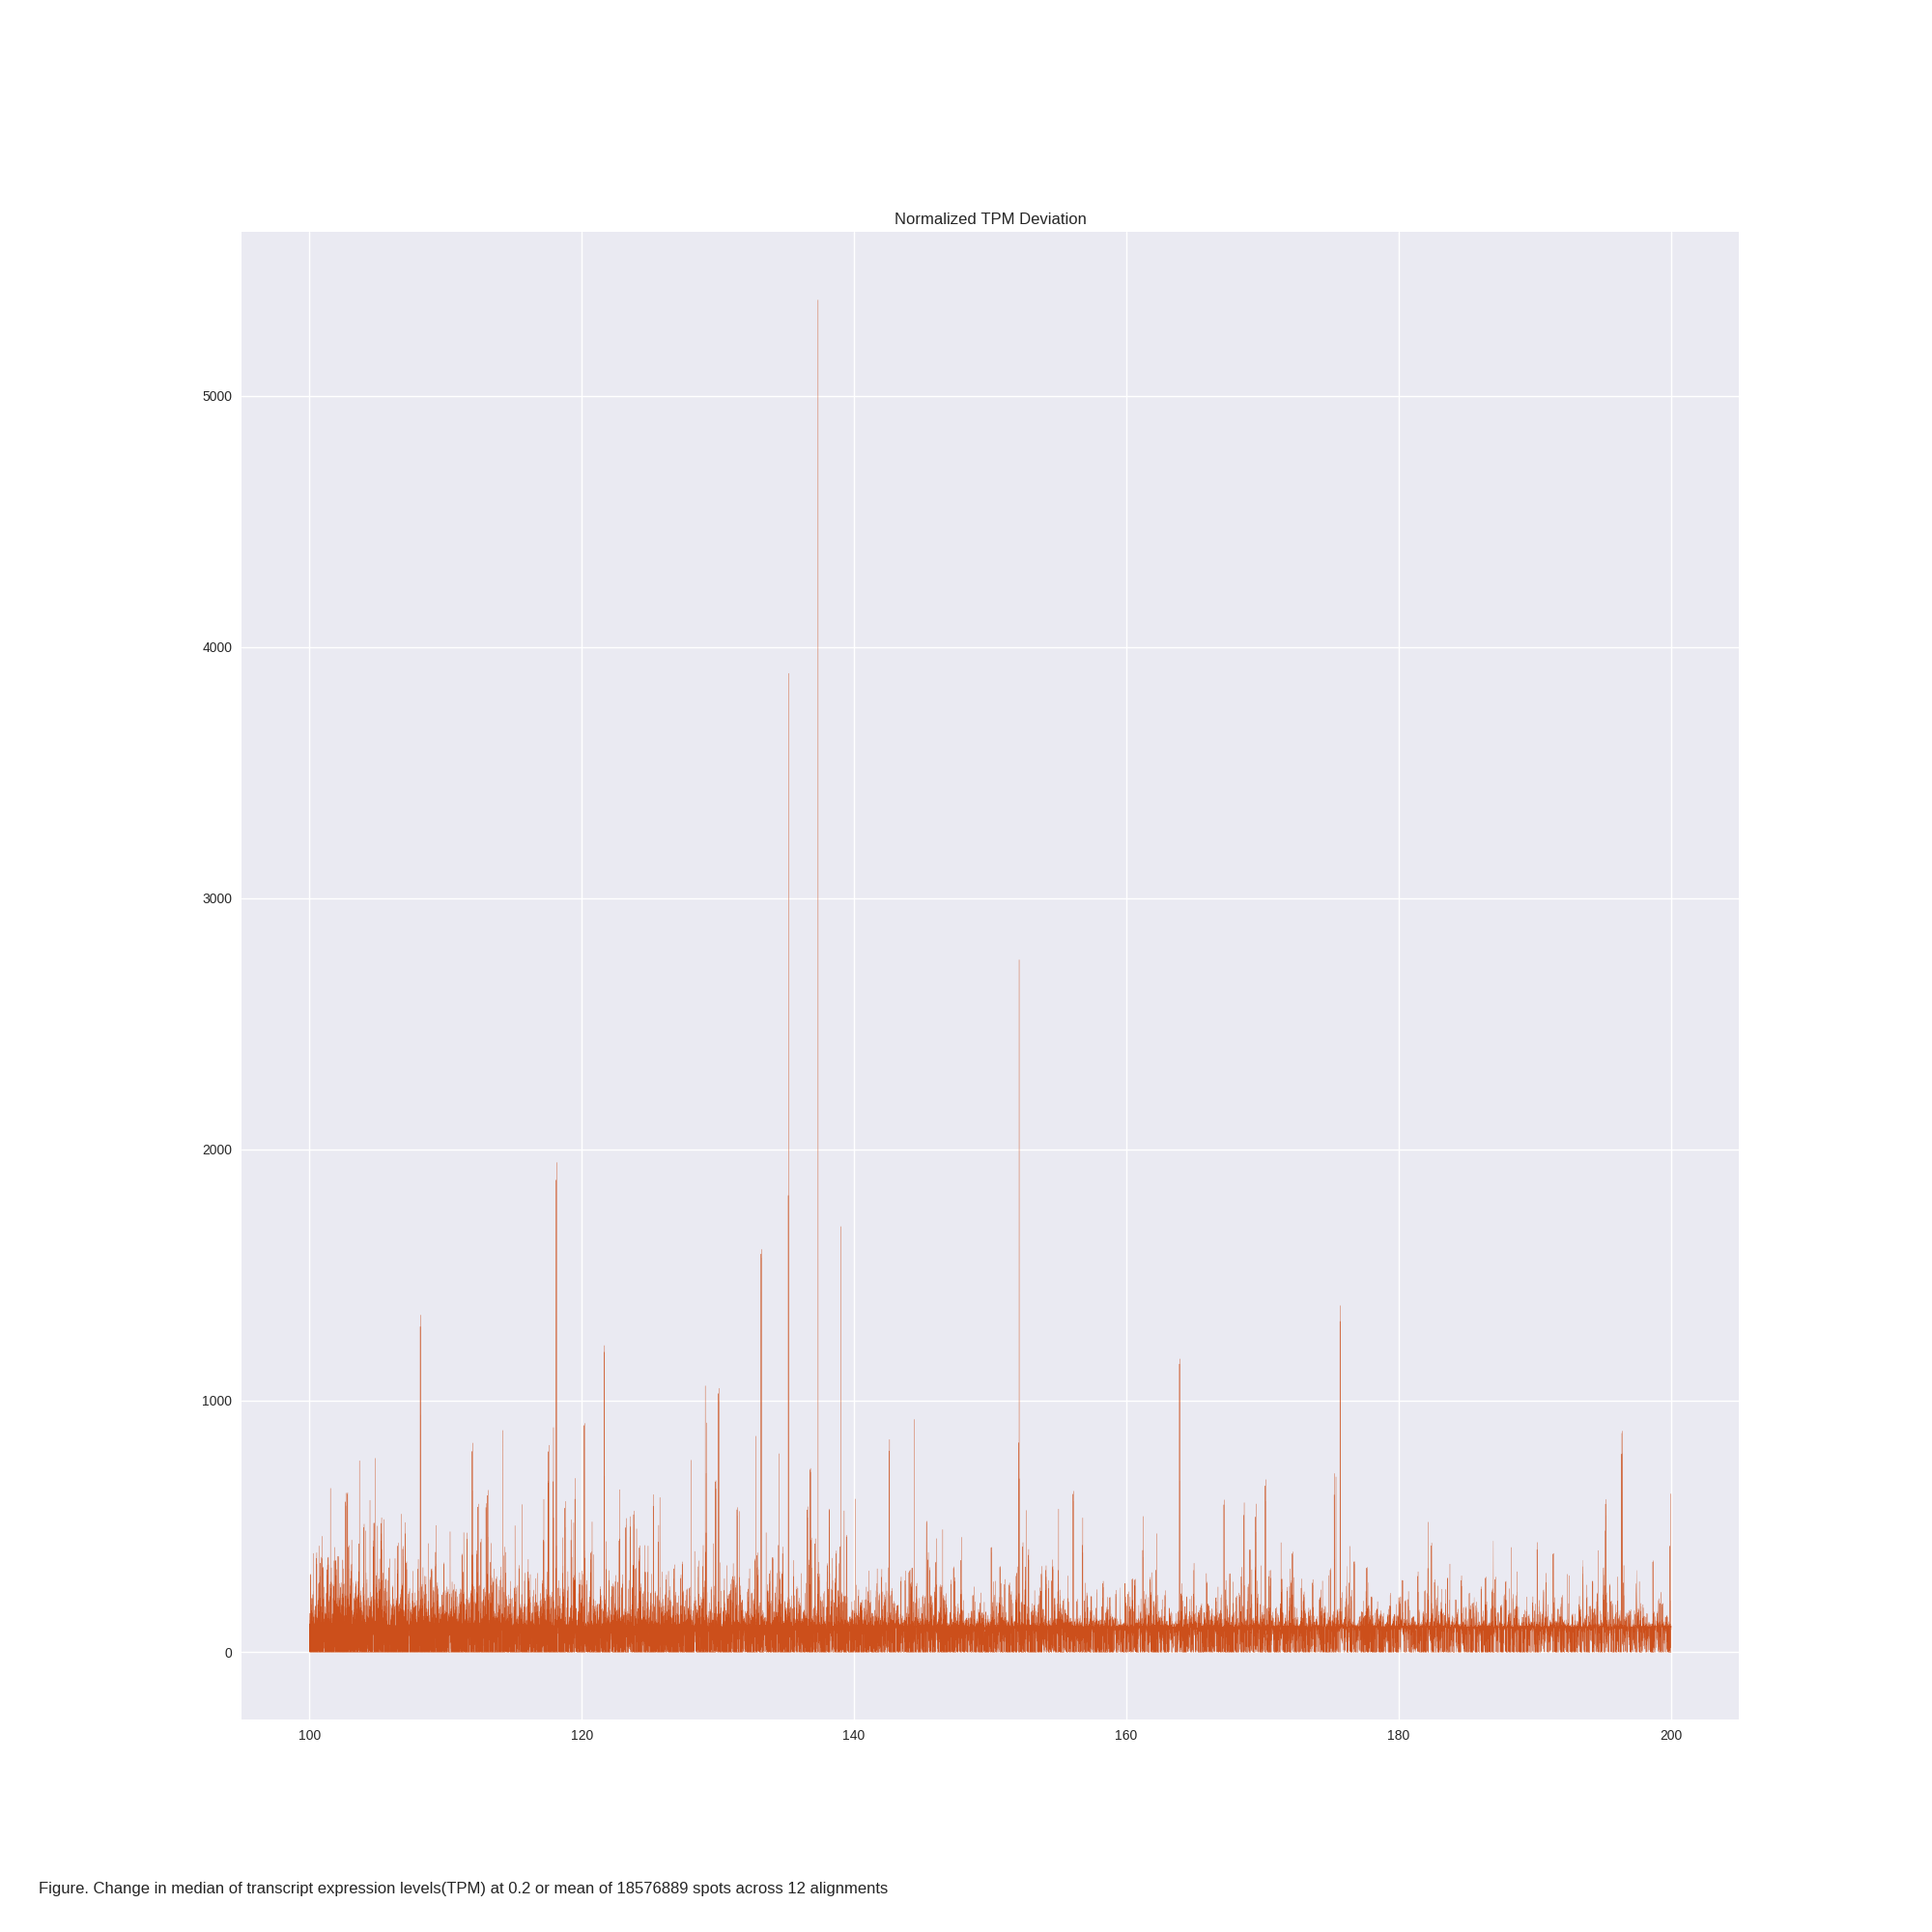 Normalized TPM Deviation
5000
4000
3000
2000
1000
0
100 120 140 160 180 200
Figure. Change in median of transcript expression levels(TPM) at 0.2 or mean of 18576889 spots across 12 alignments